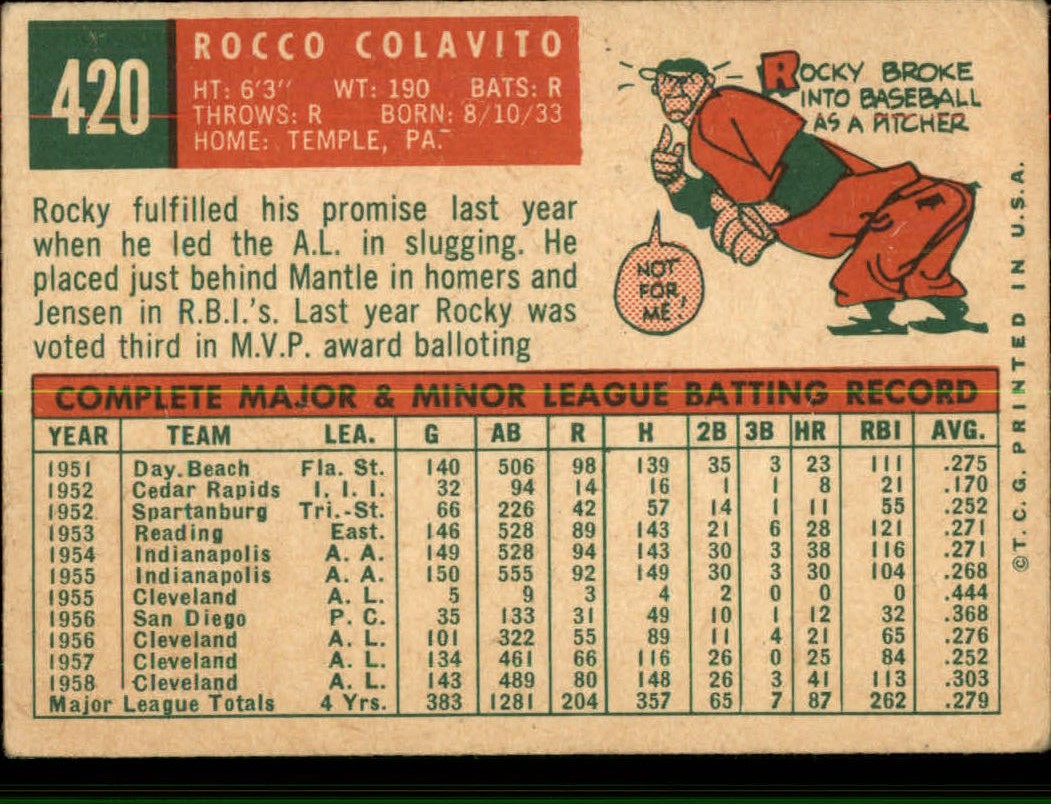 420
ROCCO COLAVITO
HT: 6'3" WT: 190 BATS: R
THROWS: R BORN: 8/10/33
HOME: TEMPLE, PA.
ROCKY BROKE
INTO BASEBALL
AS A PITCHER
NOT
FOR,
ME.
Rocky fulfilled his promise last year
when he led the A.L. in slugging. He
placed just behind Mantle in homers and
Jensen in R.B.I.'s. Last year Rocky was
voted third in M.V.P. award balloting
COMPLETE MAJOR & MINOR LEAGUE BATTING RECORD
YEAR TEAM LEA. G AB R H 2B 3B HR RBI AVG.
1951 Day. Beach Fla. St. 140 506 98 139 35 3 23 111 .275
1952 Cedar Rapids I. I. I. 32 94 14 16 1 1 8 21 .170
1952 Spartanburg Tri.-St. 66 226 42 57 14 1 11 55 .252
1953 Reading East. 146 528 89 143 21 6 28 121 .271
1954 Indianapolis A. A. 149 528 94 143 30 3 38 116 .271
1955 Indianapolis A. A. 150 555 92 149 30 3 30 104 .268
1955 Cleveland A. L. 5 9 3 4 2 0 0 0 .444
1956 San Diego P. C. 35 133 31 49 10 1 12 32 .368
1956 Cleveland A. L. 101 322 55 89 11 4 21 65 .276
1957 Cleveland A. L. 134 461 66 116 26 0 25 84 .252
1958 Cleveland A. L. 143 489 80 148 26 3 41 113 .303
Major League Totals 4 Yrs. 383 1281 204 357 65 7 87 262 .279
©T. C. G. PRINTED IN U.S.A.